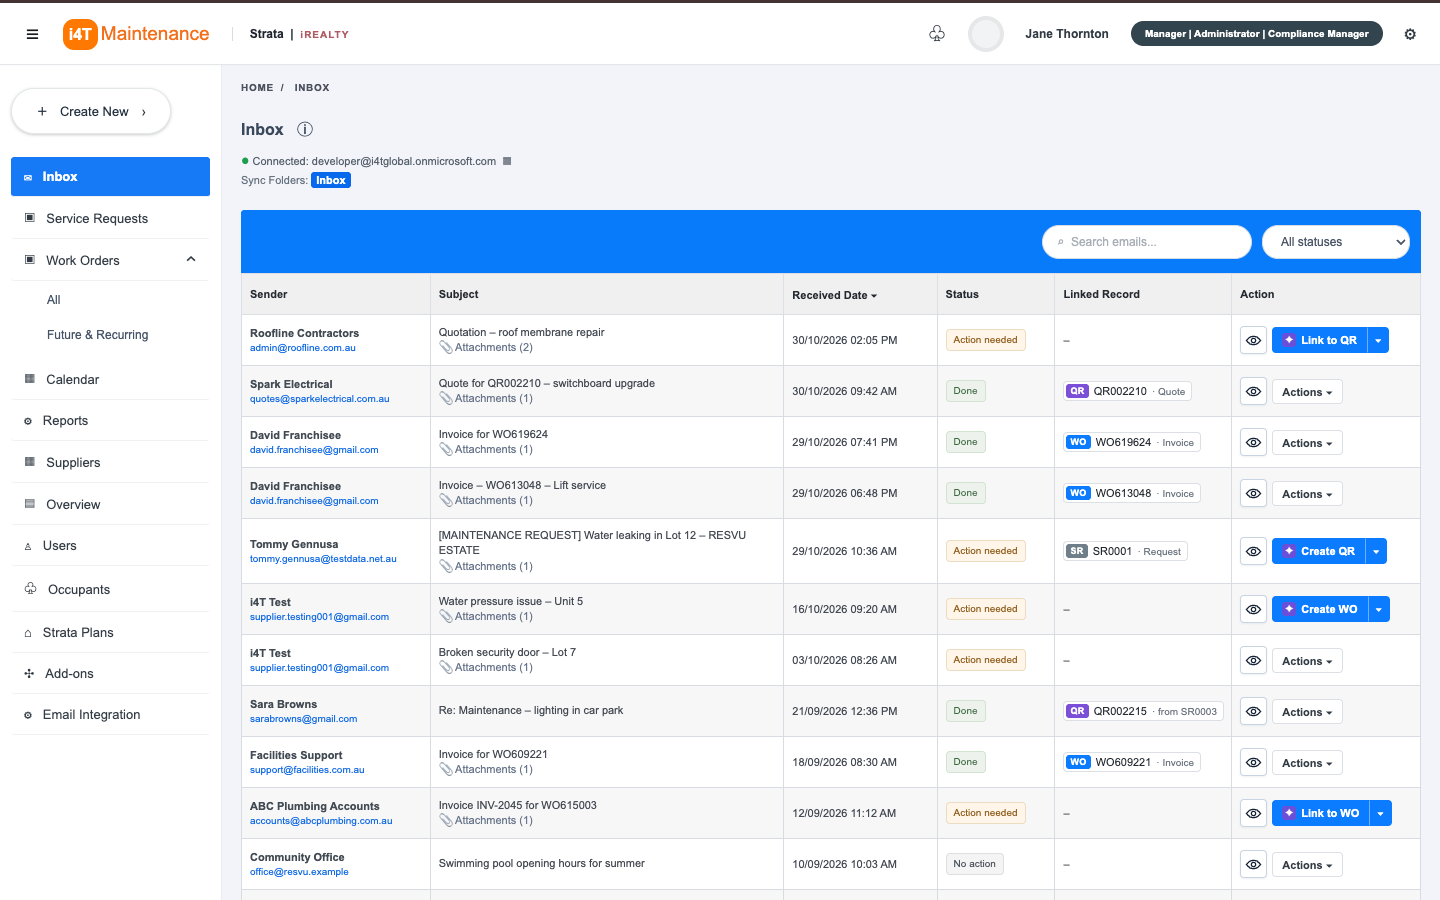 i4T Maintenance
Strata | iREALTY
Jane Thornton
Manager | Administrator | Compliance Manager
+ Create New ›
Inbox
Service Requests
Work Orders
All
Future & Recurring
Calendar
Reports
Suppliers
Overview
Users
Occupants
Strata Plans
Add-ons
Email Integration
HOME / INBOX
Inbox
Connected: developer@i4tglobal.onmicrosoft.com
Sync Folders: Inbox
Search emails...
All statuses
Sender Subject Received Date Status Linked Record Action
Roofline Contractors
admin@roofline.com.au
Quotation – roof membrane repair
Attachments (2)
30/10/2026 02:05 PM
Action needed
–
Link to QR
Spark Electrical
quotes@sparkelectrical.com.au
Quote for QR002210 – switchboard upgrade
Attachments (1)
30/10/2026 09:42 AM
Done
QR QR002210 · Quote
Actions
David Franchisee
david.franchisee@gmail.com
Invoice for WO619624
Attachments (1)
29/10/2026 07:41 PM
Done
WO WO619624 · Invoice
Actions
David Franchisee
david.franchisee@gmail.com
Invoice – WO613048 – Lift service
Attachments (1)
29/10/2026 06:48 PM
Done
WO WO613048 · Invoice
Actions
Tommy Gennusa
tommy.gennusa@testdata.net.au
[MAINTENANCE REQUEST] Water leaking in Lot 12 – RESVU
ESTATE
Attachments (1)
29/10/2026 10:36 AM
Action needed
SR SR0001 · Request
Create QR
i4T Test
supplier.testing001@gmail.com
Water pressure issue – Unit 5
Attachments (1)
16/10/2026 09:20 AM
Action needed
–
Create WO
i4T Test
supplier.testing001@gmail.com
Broken security door – Lot 7
Attachments (1)
03/10/2026 08:26 AM
Action needed
–
Actions
Sara Browns
sarabrowns@gmail.com
Re: Maintenance – lighting in car park
21/09/2026 12:36 PM
Done
QR QR002215 · from SR0003
Actions
Facilities Support
support@facilities.com.au
Invoice for WO609221
Attachments (1)
18/09/2026 08:30 AM
Done
WO WO609221 · Invoice
Actions
ABC Plumbing Accounts
accounts@abcplumbing.com.au
Invoice INV-2045 for WO615003
Attachments (1)
12/09/2026 11:12 AM
Action needed
–
Link to WO
Community Office
office@resvu.example
Swimming pool opening hours for summer
10/09/2026 10:03 AM
No action
–
Actions